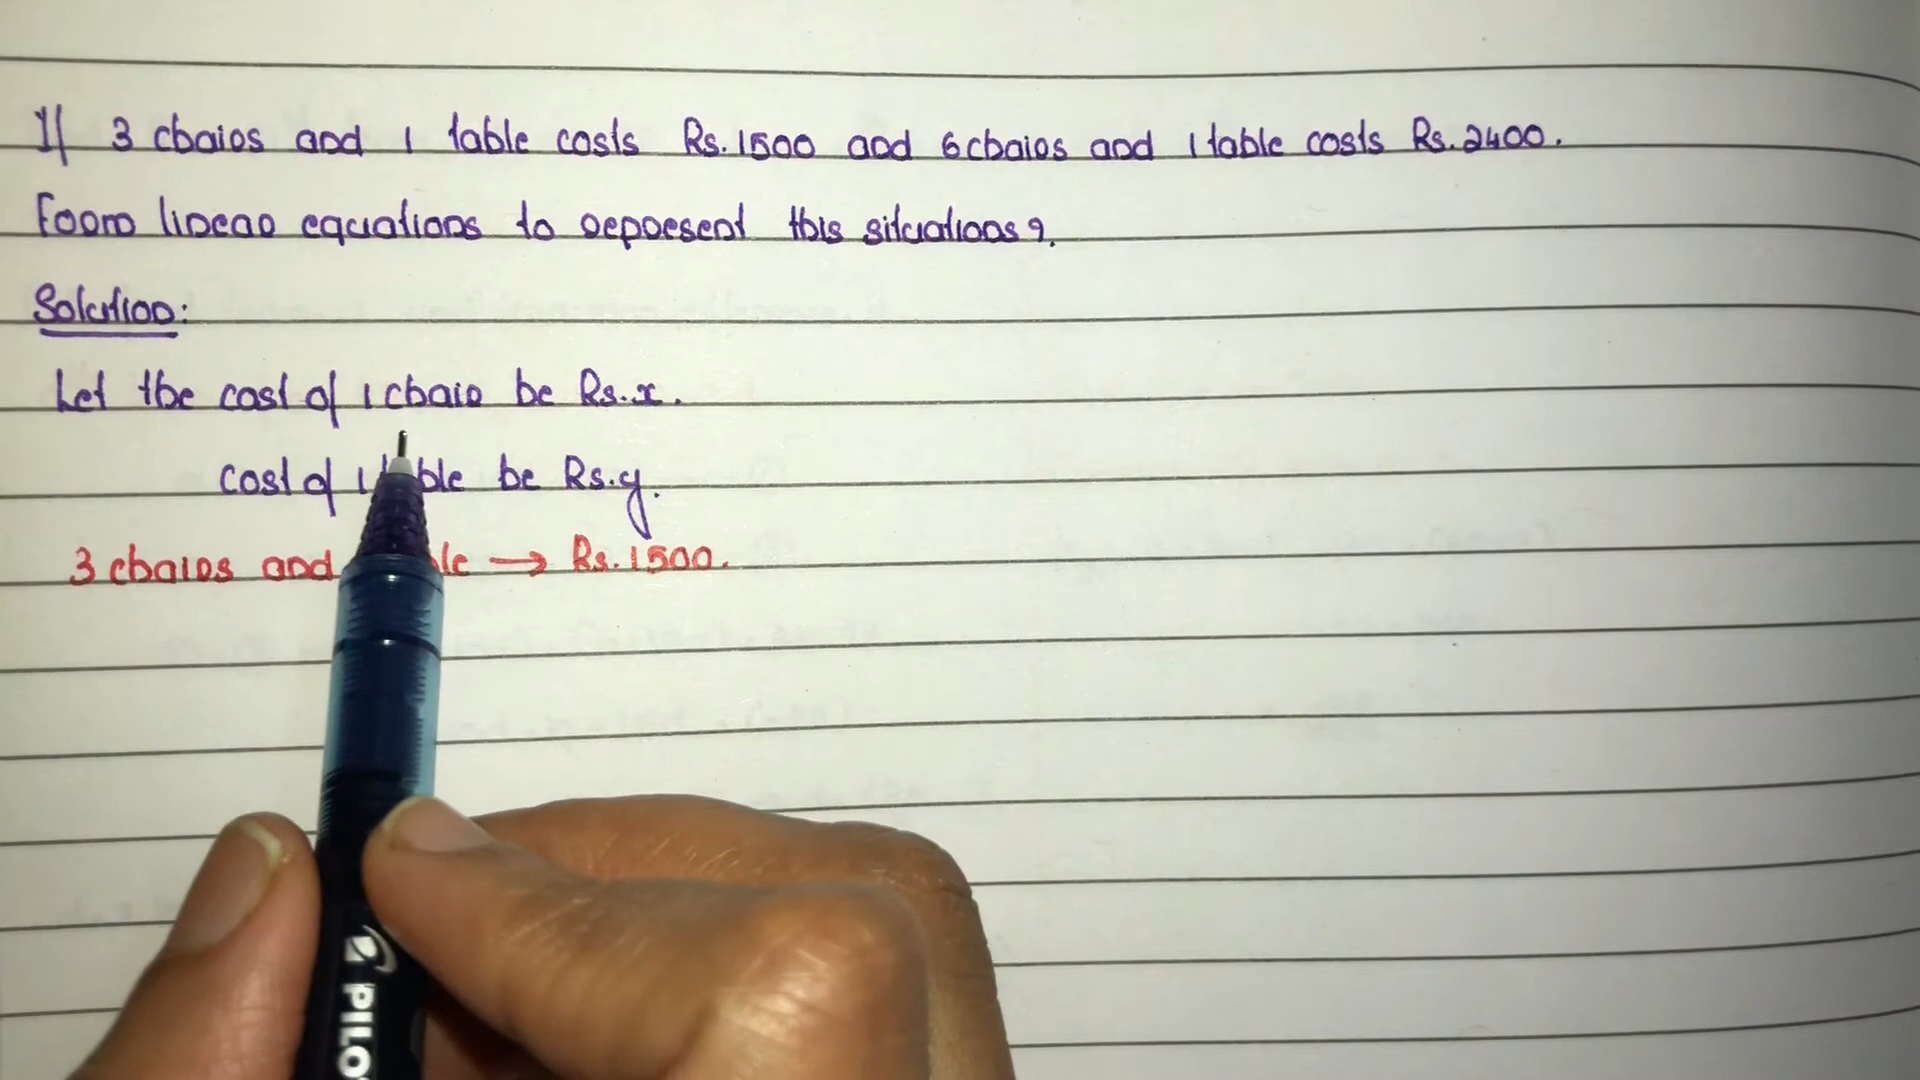 If 3 chairs and 1 table costs Rs. 1500 and 6 chairs and 1 table costs Rs. 2400.
Form linear equations to represent this situations?
Solution:
Let the cost of 1 chair be Rs. x.
cost of 1 be Rs. y.
3 chairs and → Rs. 1500.
PILOT